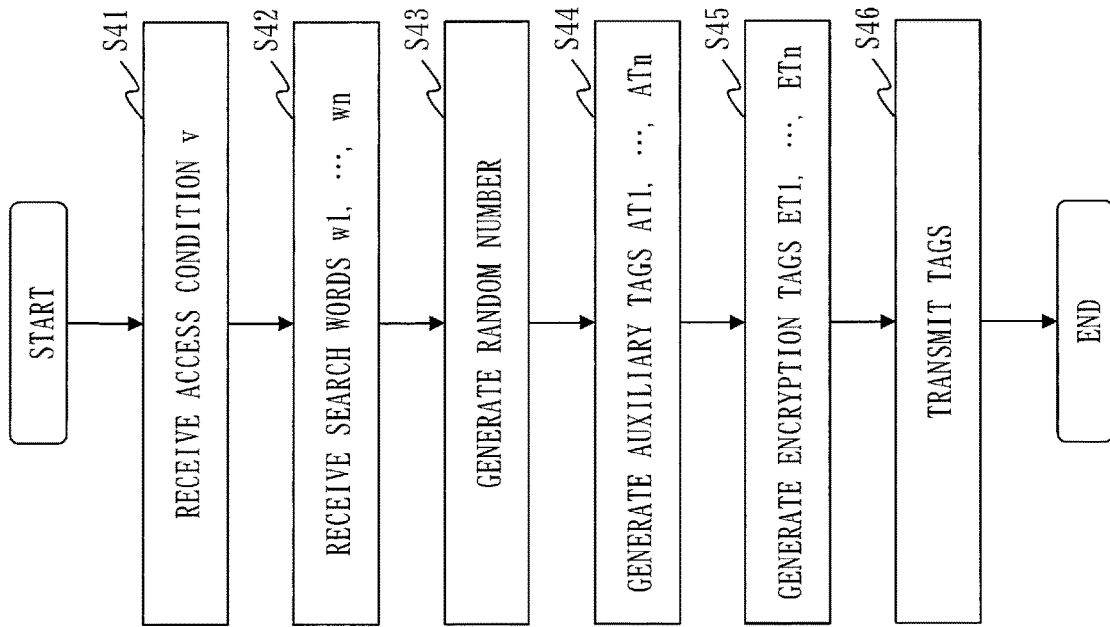 START
S41
RECEIVE ACCESS CONDITION v
S42
RECEIVE SEARCH WORDS w1, ···, wn
S43
GENERATE RANDOM NUMBER
S44
GENERATE AUXILIARY TAGS AT1, ···, ATn
S45
GENERATE ENCRYPTION TAGS ET1, ···, ETn
S46
TRANSMIT TAGS
END